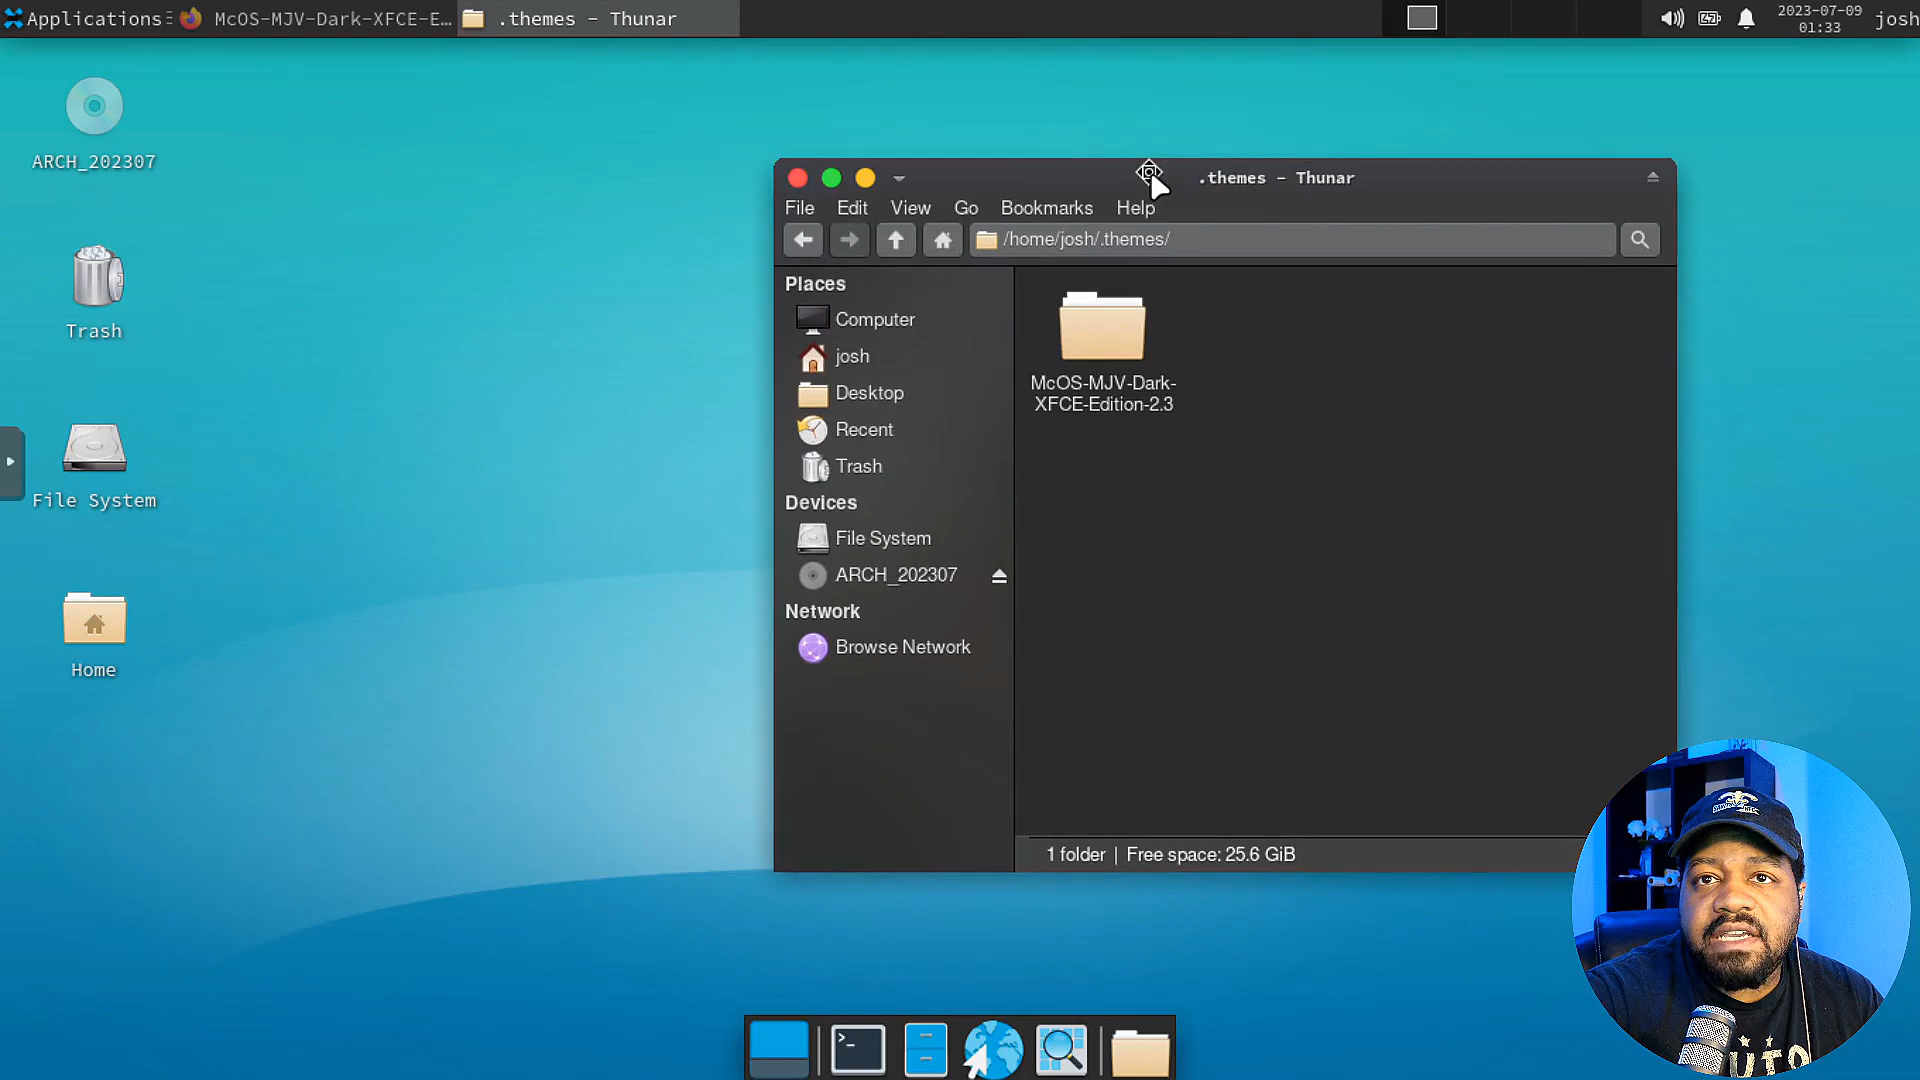 Applications
McOS-MJV-Dark-XFCE-E...
.themes - Thunar
2023-07-09
01:33
josh
ARCH_202307
Trash
File System
Home
.themes - Thunar
File Edit View Go Bookmarks Help
/home/josh/.themes/
Places
Computer
josh
Desktop
Recent
Trash
Devices
File System
ARCH_202307
Network
Browse Network
McOS-MJV-Dark-
XFCE-Edition-2.3
1 folder | Free space: 25.6 GiB